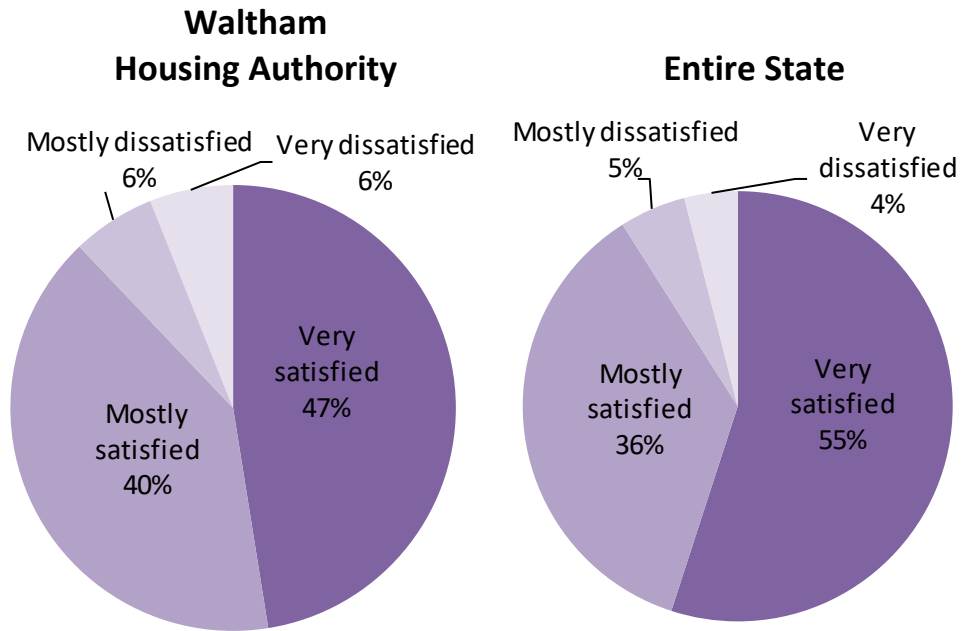 Waltham
Housing Authority
Mostly dissatisfied
6%
Very dissatisfied
6%
Very
satisfied
47%
Mostly
satisfied
40%
Entire State
Mostly dissatisfied
5%
Very
dissatisfied
4%
Mostly
satisfied
36%
Very
satisfied
55%